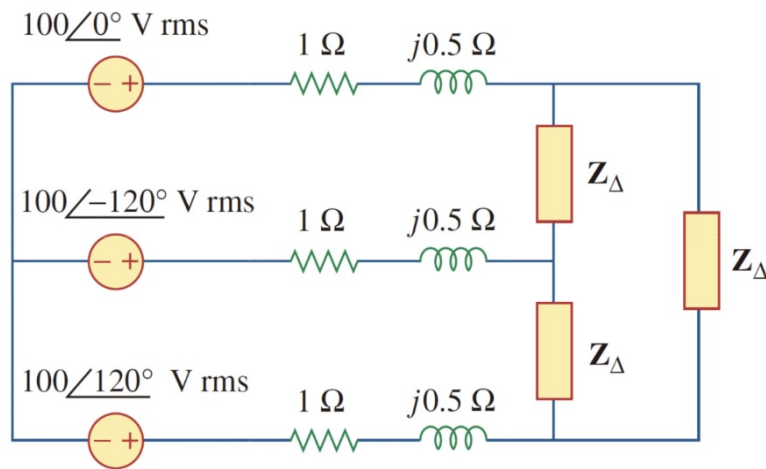 100∠0° V rms
1 Ω
j0.5 Ω
− +
Z_Δ
100∠−120° V rms
1 Ω
j0.5 Ω
− +
Z_Δ
Z_Δ
100∠120° V rms
1 Ω
j0.5 Ω
− +